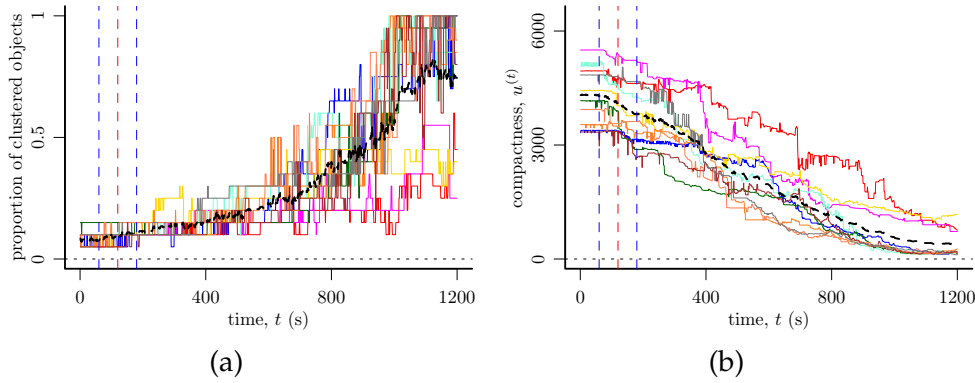 proportion of clustered objects
1
0.5
0
0
400
800
1200
time, t (s)
(a)
compactness, u^(t)
6000
3000
0
0
400
800
1200
time, t (s)
(b)